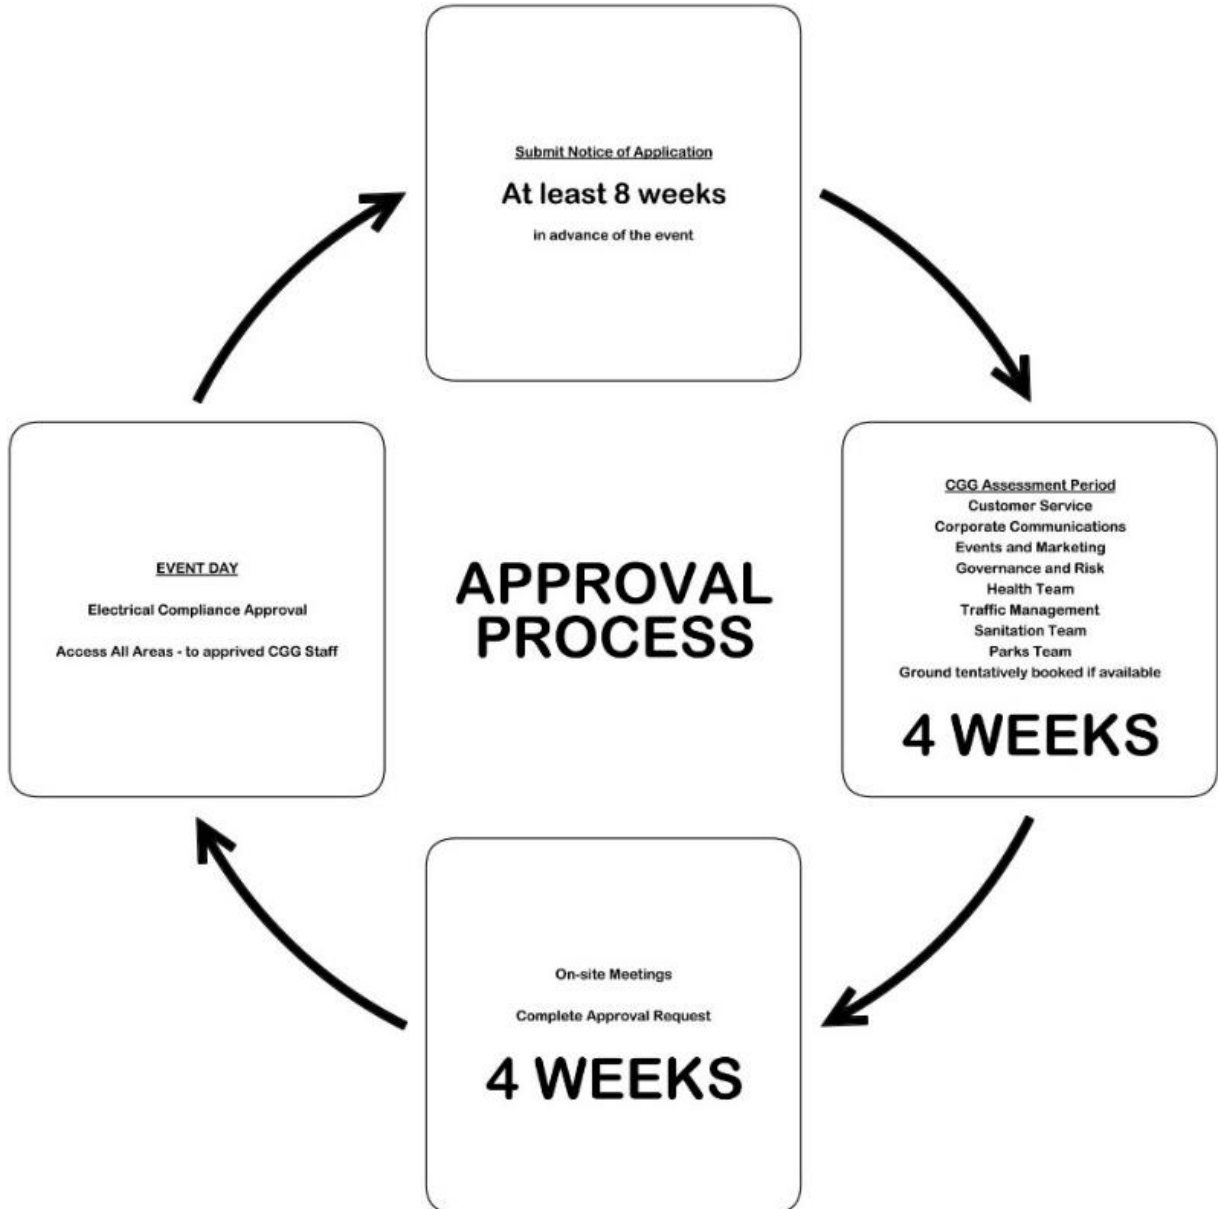 Submit Notice of Application
At least 8 weeks
in advance of the event
CGG Assessment Period
Customer Service
Corporate Communications
Events and Marketing
Governance and Risk
Health Team
Traffic Management
Sanitation Team
Parks Team
Ground tentatively booked if available
4 WEEKS
On-site Meetings
Complete Approval Request
4 WEEKS
EVENT DAY
Electrical Compliance Approval
Access All Areas - to apprived CGG Staff
APPROVAL
PROCESS